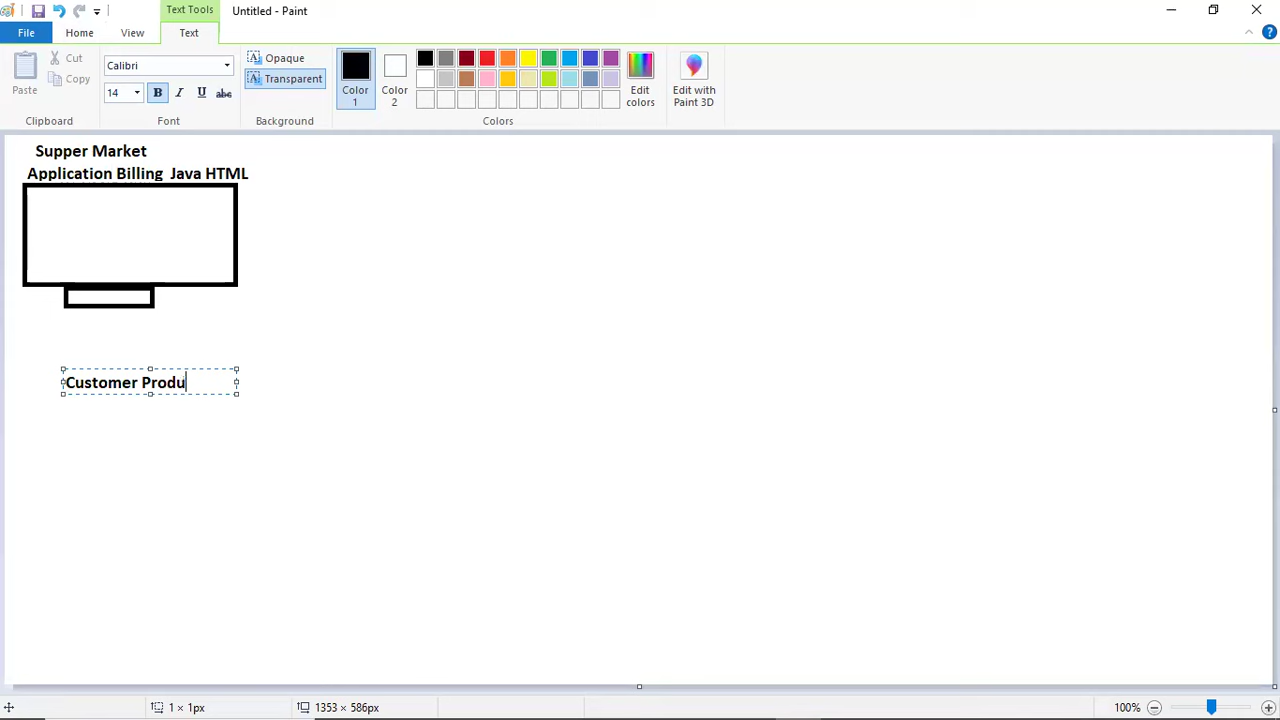 Text Tools
Untitled - Paint
File
Home
View
Text
Paste
Cut
Copy
Clipboard
Calibri
14
B
I
U
abc
Font
Opaque
Transparent
Background
Color 1
Color 2
Edit colors
Colors
Edit with Paint 3D
Supper Market
Application Billing Java HTML
Customer Produ
1 × 1px
1353 × 586px
100%